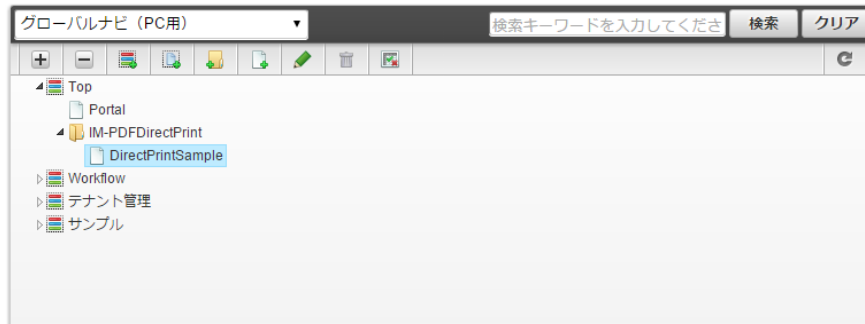 グローバルナビ（PC用） 検索キーワードを入力してくださ 検索 クリア
Top
Portal
IM-PDFDirectPrint
DirectPrintSample
Workflow
テナント管理
サンプル